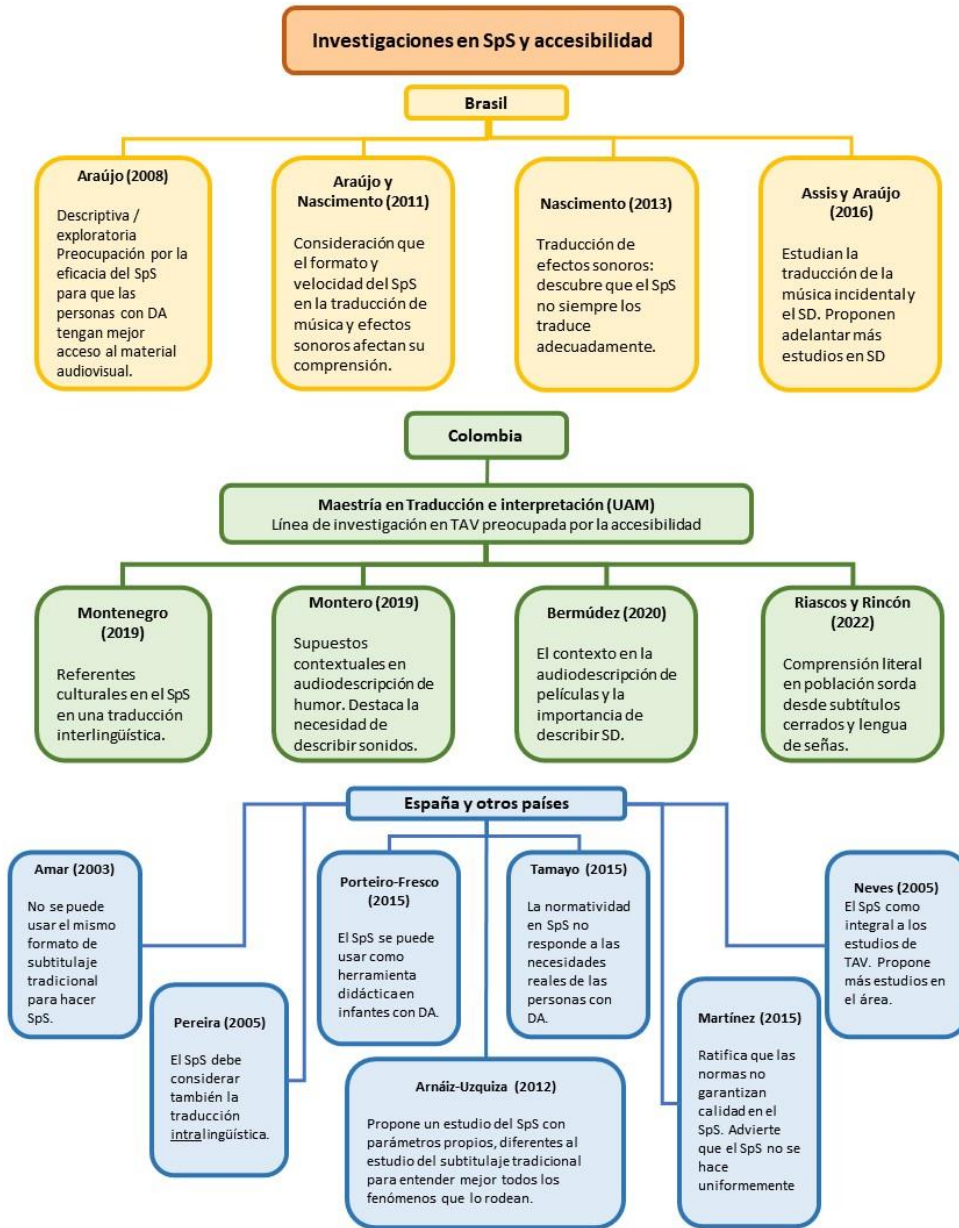 Investigaciones en SpS y accesibilidad
Brasil
Araújo (2008)
Descriptiva /
exploratoria
Preocupación por la
eficacia del SpS
para que las
personas con DA
tengan mejor
acceso al material
audiovisual.
Araújo y
Nascimento (2011)
Consideración que
el formato y
velocidad del SpS
en la traducción de
música y efectos
sonoros afectan su
comprensión.
Nascimento (2013)
Traducción de
efectos sonoros:
descubre que el SpS
no siempre los
traduce
adecuadamente.
Assis y Araújo
(2016)
Estudian la
traducción de la
música incidental y
el SD. Proponen
adelantar más
estudios en SD
Colombia
Maestría en Traducción e interpretación (UAM)
Línea de investigación en TAV preocupada por la accesibilidad
Montenegro
(2019)
Referentes
culturales en el SpS
en una traducción
interlingüística.
Montero (2019)
Supuestos
contextuales en
audiodescripción de
humor. Destaca la
necesidad de
describir sonidos.
Bermúdez (2020)
El contexto en la
audiodescripción de
películas y la
importancia de
describir SD.
Riascos y Rincón
(2022)
Comprensión literal
en población sorda
desde subtítulos
cerrados y lengua
de señas.
España y otros países
Amar (2003)
No se puede
usar el mismo
formato de
subtitulaje
tradicional
para hacer
SpS.
Pereira (2005)
El SpS debe
considerar
también la
traducción
intralingüística.
Porteiro-Fresco
(2015)
El SpS se puede
usar como
herramienta
didáctica en
infantes con DA.
Arnáiz-Uzquiza (2012)
Propone un estudio del SpS con
parámetros propios, diferentes al
estudio del subtitulaje tradicional
para entender mejor todos los
fenómenos que lo rodean.
Tamayo (2015)
La normatividad
en SpS no
responde a las
necesidades
reales de las
personas con
DA.
Martínez (2015)
Ratifica que las
normas no
garantizan
calidad en el
SpS. Advierte
que el SpS no se
hace
uniformemente
Neves (2005)
El SpS como
integral a los
estudios de
TAV. Propone
más estudios en
el área.